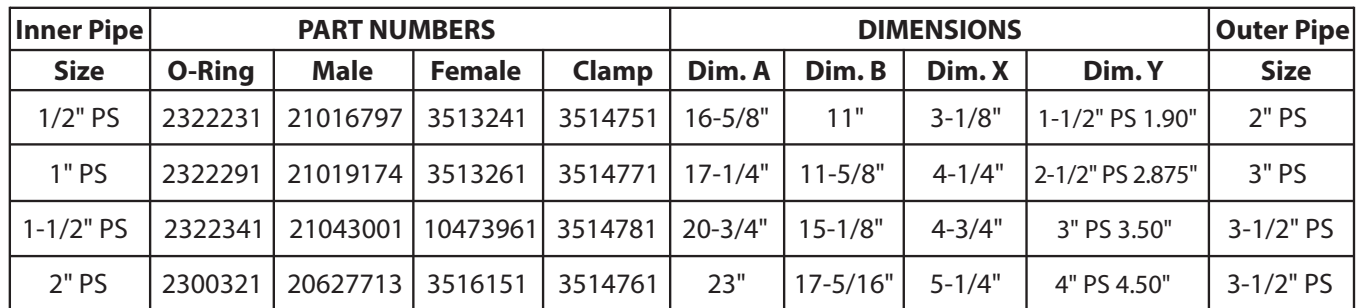 Inner Pipe PART NUMBERS DIMENSIONS Outer Pipe
Size O-Ring Male Female Clamp Dim. A Dim. B Dim. X Dim. Y Size
1/2" PS 2322231 21016797 3513241 3514751 16-5/8" 11" 3-1/8" 1-1/2" PS 1.90" 2" PS
1" PS 2322291 21019174 3513261 3514771 17-1/4" 11-5/8" 4-1/4" 2-1/2" PS 2.875" 3" PS
1-1/2" PS 2322341 21043001 10473961 3514781 20-3/4" 15-1/8" 4-3/4" 3" PS 3.50" 3-1/2" PS
2" PS 2300321 20627713 3516151 3514761 23" 17-5/16" 5-1/4" 4" PS 4.50" 3-1/2" PS